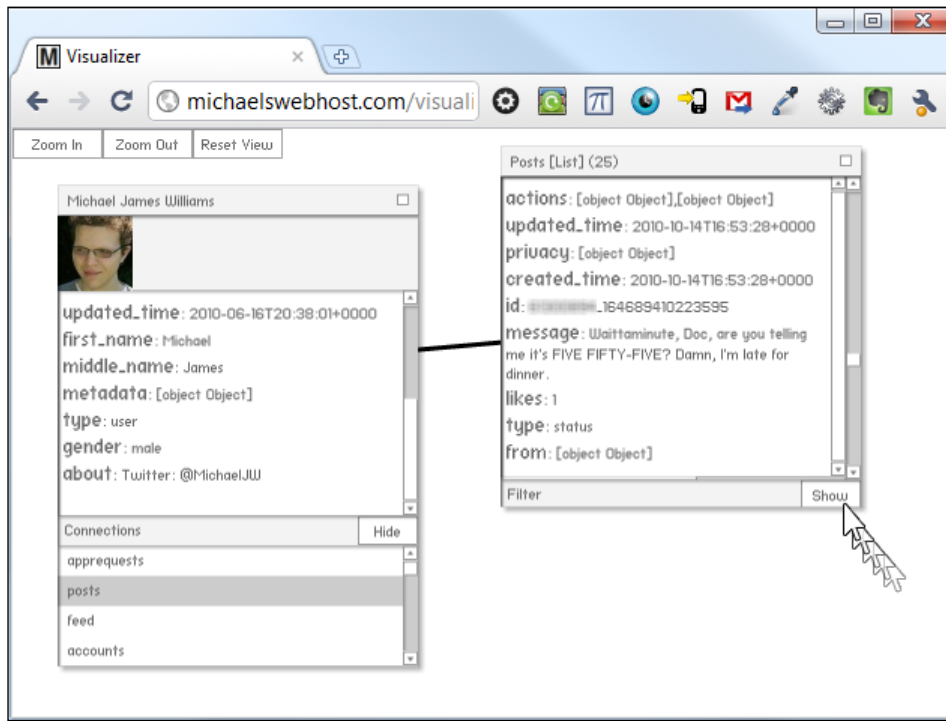 Visualizer
michaelswebhost.com/visuali
Zoom In
Zoom Out
Reset View
Michael James Williams
updated_time: 2010-06-16T20:38:01+0000
first_name: Michael
middle_name: James
metadata: [object Object]
type: user
gender: male
about: Twitter: @MichaelJW
Connections
Hide
apprequests
posts
feed
accounts
Posts [List] (25)
actions: [object Object],[object Object]
updated_time: 2010-10-14T16:53:28+0000
privacy: [object Object]
created_time: 2010-10-14T16:53:28+0000
id: _164689410223595
message: Waittaminute, Doc, are you telling
me it's FIVE FIFTY-FIVE? Damn, I'm late for
dinner.
likes: 1
type: status
from: [object Object]
Filter
Show